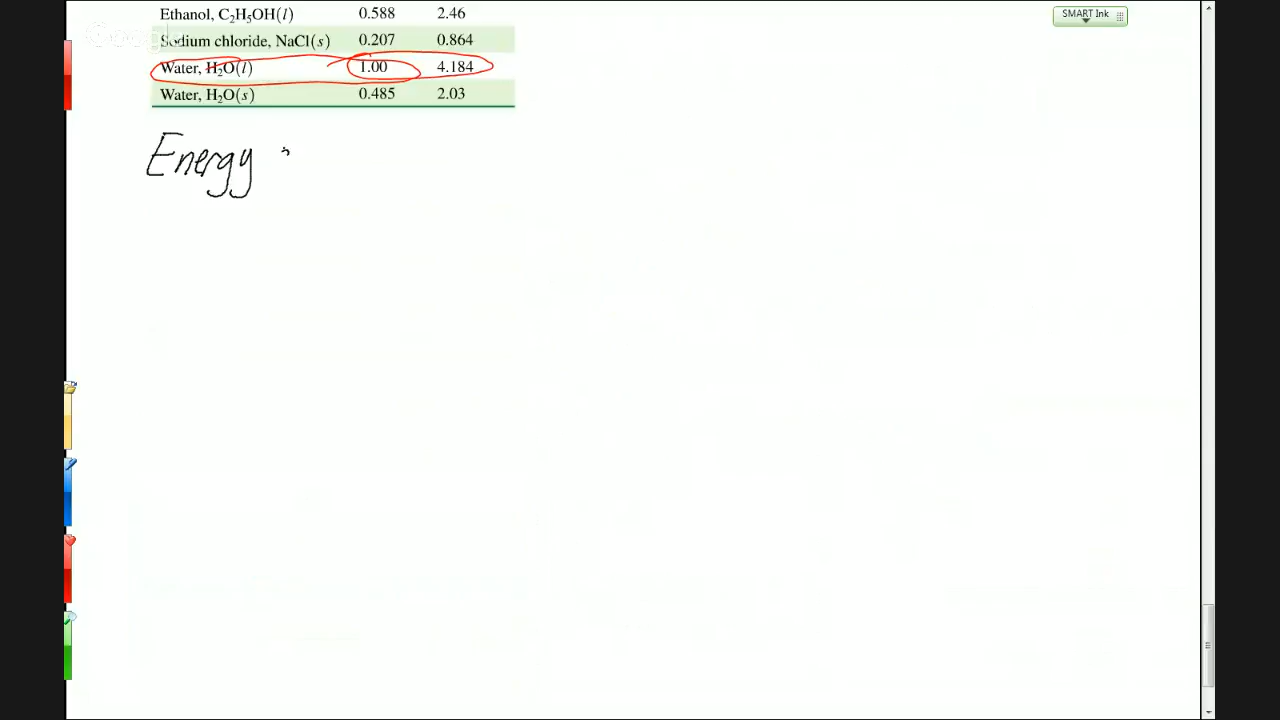 SMART Ink
Ethanol, C₂H₅OH(l) 0.588 2.46
Sodium chloride, NaCl(s) 0.207 0.864
Water, H₂O(l) 1.00 4.184
Water, H₂O(s) 0.485 2.03
Energy